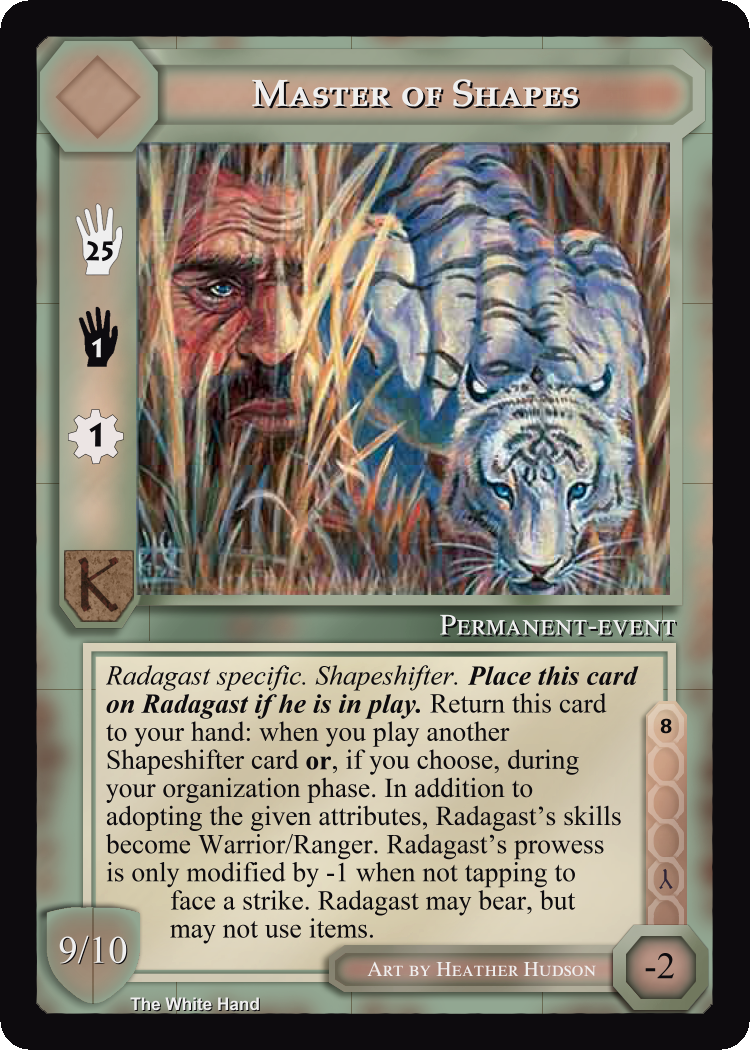 Master of Shapes
25
1
1
K
Permanent-event
Radagast specific. Shapeshifter. Place this card
on Radagast if he is in play. Return this card
to your hand: when you play another
Shapeshifter card or, if you choose, during
your organization phase. In addition to
adopting the given attributes, Radagast’s skills
become Warrior/Ranger. Radagast’s prowess
is only modified by -1 when not tapping to
face a strike. Radagast may bear, but
may not use items.
8
9/10
Art by Heather Hudson
-2
The White Hand